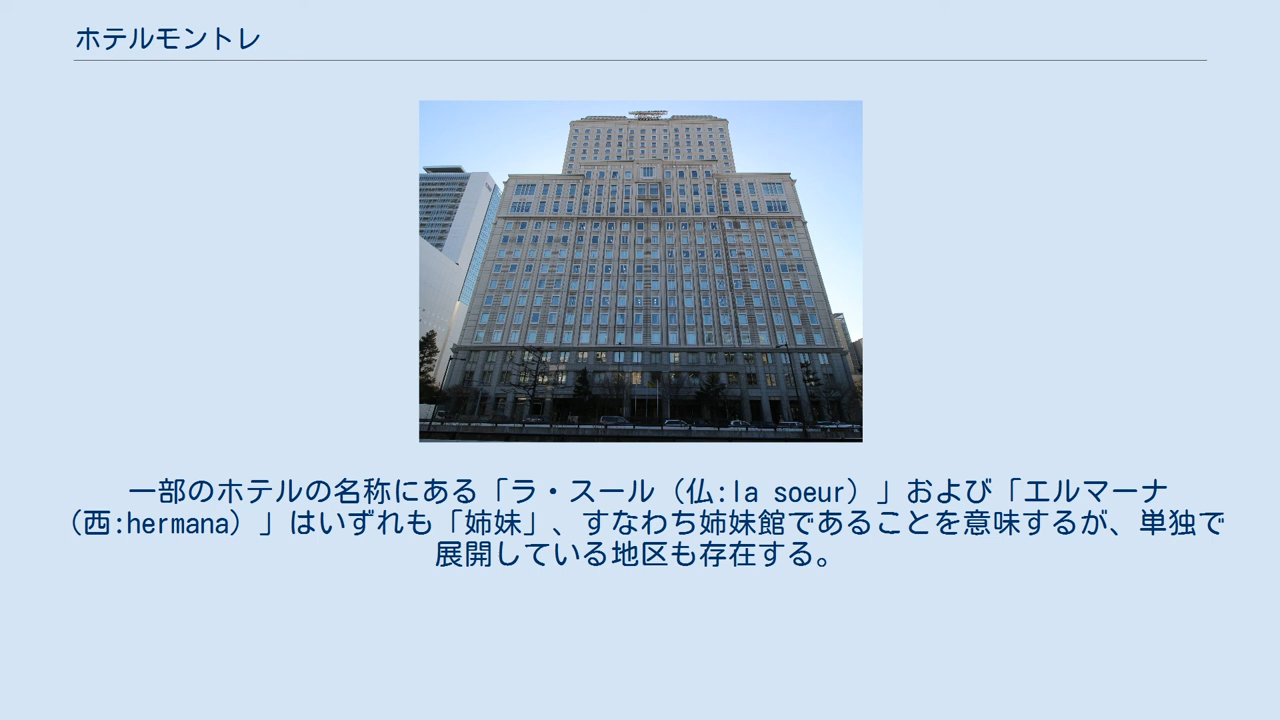 ホテルモントレ
一部のホテルの名称にある「ラ・スール（仏:la soeur）」および「エルマーナ
（西:hermana）」はいずれも「姉妹」、すなわち姉妹館であることを意味するが、単独で
展開している地区も存在する。